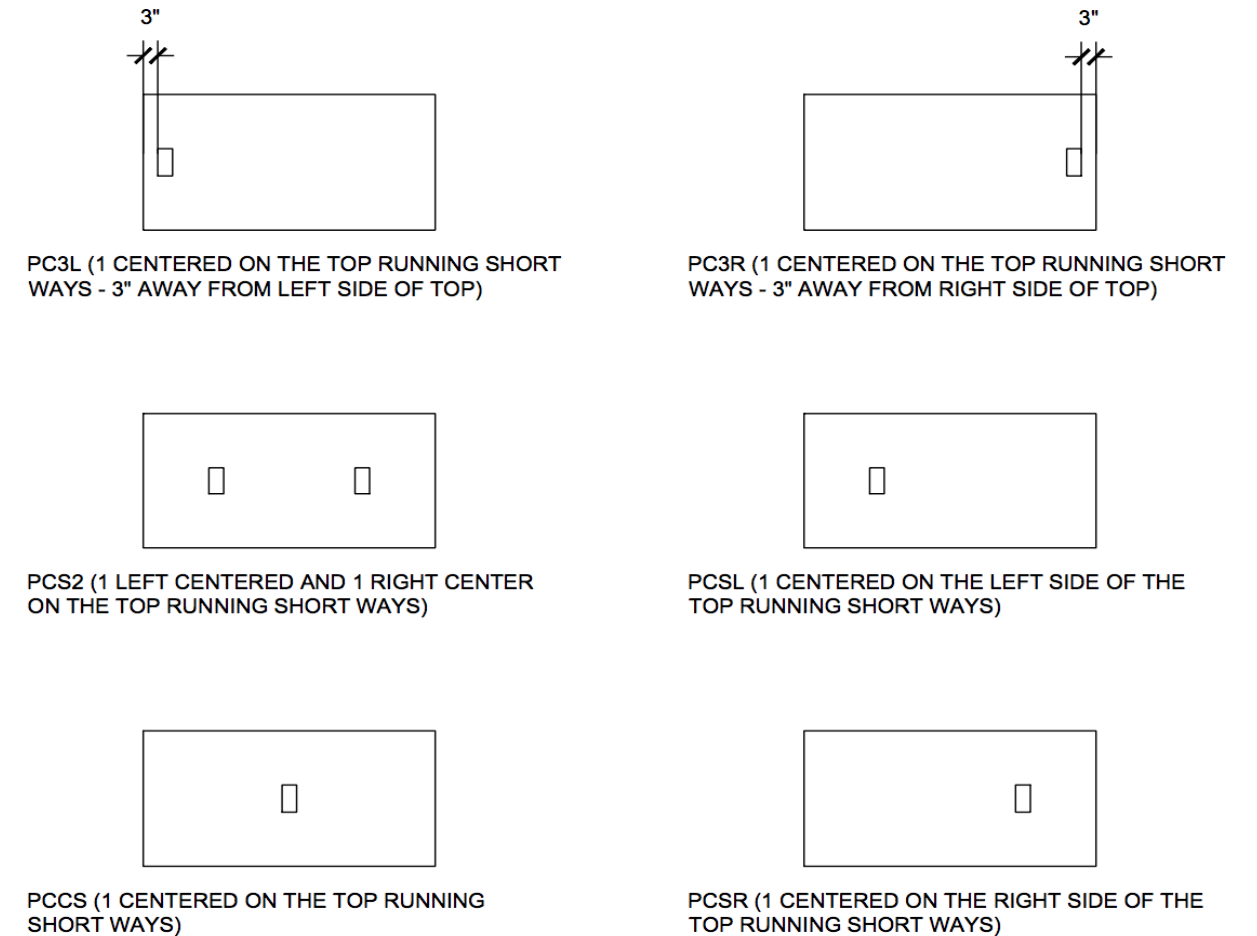 3"
3"
PC3L (1 CENTERED ON THE TOP RUNNING SHORT
WAYS - 3" AWAY FROM LEFT SIDE OF TOP)
PC3R (1 CENTERED ON THE TOP RUNNING SHORT
WAYS - 3" AWAY FROM RIGHT SIDE OF TOP)
PCS2 (1 LEFT CENTERED AND 1 RIGHT CENTER
ON THE TOP RUNNING SHORT WAYS)
PCSL (1 CENTERED ON THE LEFT SIDE OF THE
TOP RUNNING SHORT WAYS)
PCCS (1 CENTERED ON THE TOP RUNNING
SHORT WAYS)
PCSR (1 CENTERED ON THE RIGHT SIDE OF THE
TOP RUNNING SHORT WAYS)